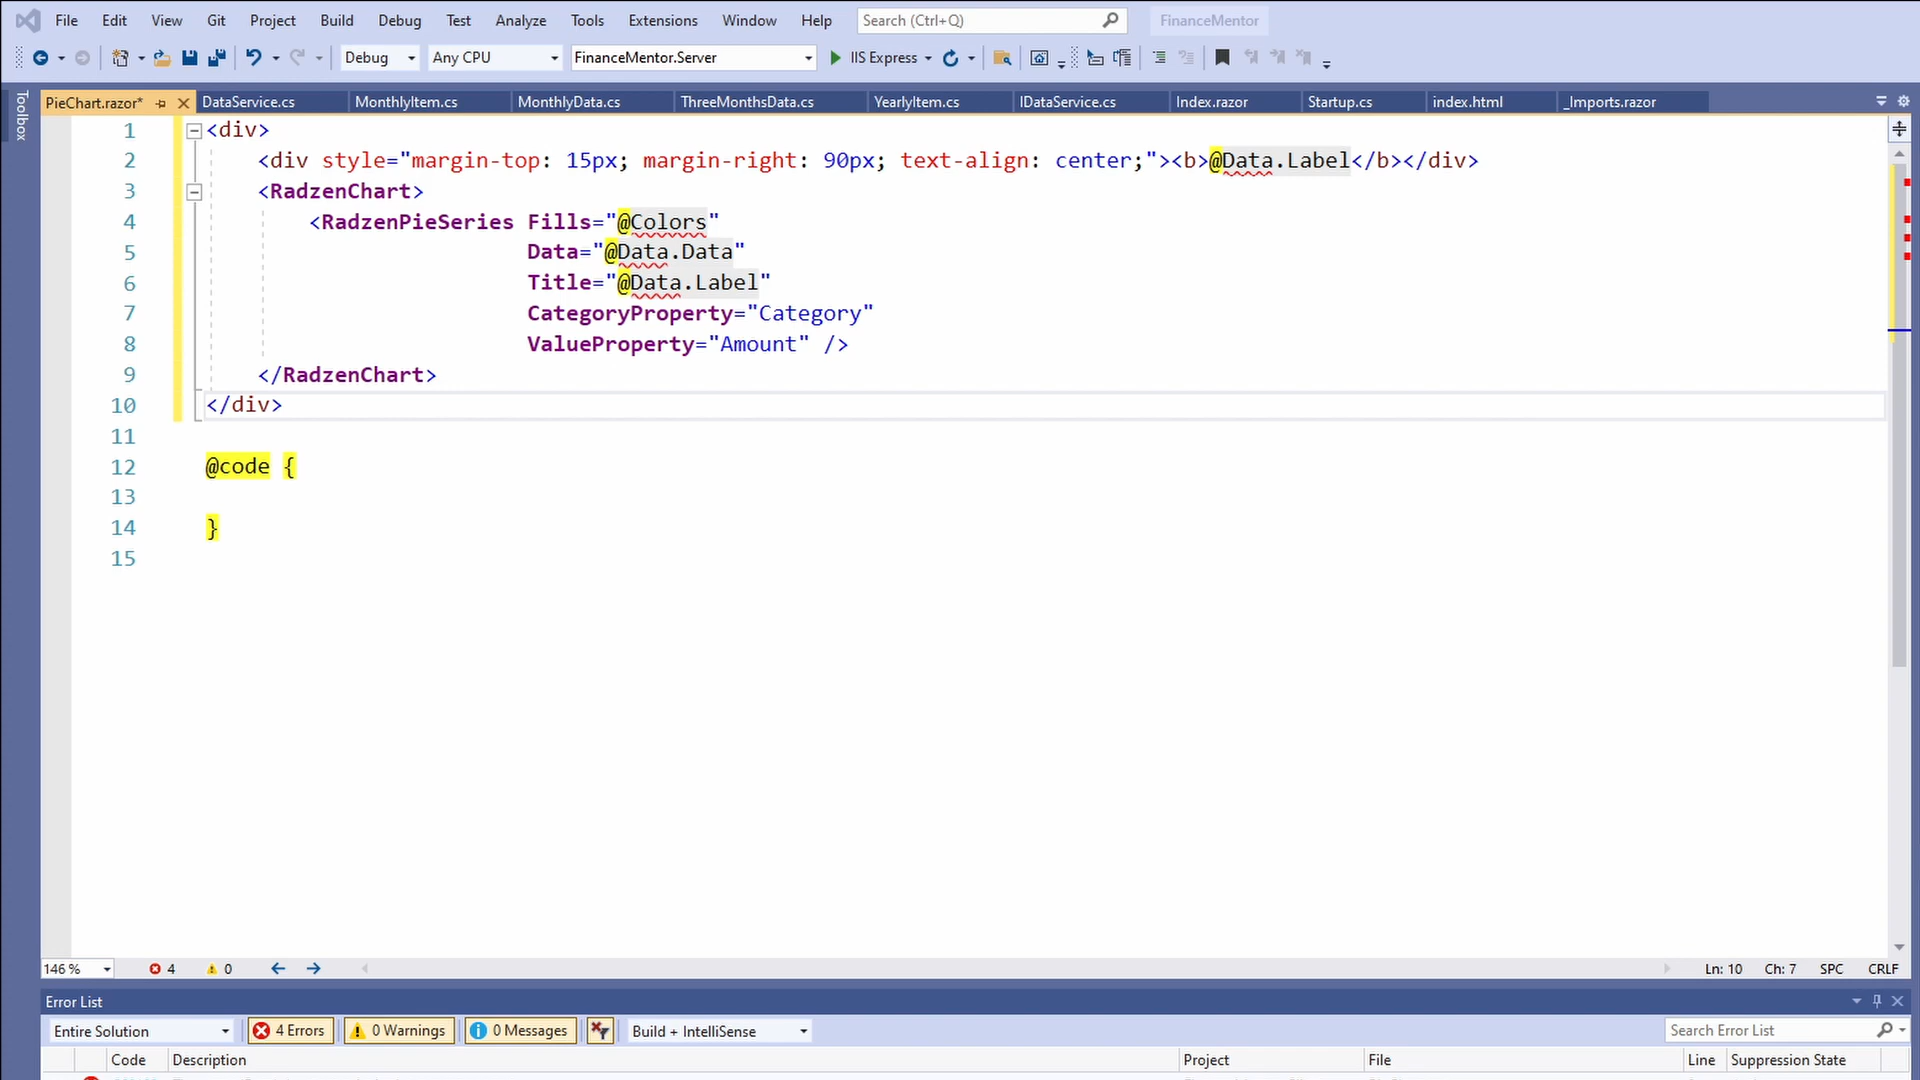 File Edit View Git Project Build Debug Test Analyze Tools Extensions Window Help Search (Ctrl+Q) FinanceMentor
Debug Any CPU FinanceMentor.Server IIS Express
Toolbox
PieChart.razor* DataService.cs MonthlyItem.cs MonthlyData.cs ThreeMonthsData.cs YearlyItem.cs IDataService.cs Index.razor Startup.cs index.html _Imports.razor
1 <div>
2 <div style="margin-top: 15px; margin-right: 90px; text-align: center;"><b>@Data.Label</b></div>
3 <RadzenChart>
4 <RadzenPieSeries Fills="@Colors"
5 Data="@Data.Data"
6 Title="@Data.Label"
7 CategoryProperty="Category"
8 ValueProperty="Amount" />
9 </RadzenChart>
10 </div>
11
12 @code {
13
14 }
15
146 % 4 0 Ln: 10 Ch: 7 SPC CRLF
Error List
Entire Solution 4 Errors 0 Warnings 0 Messages Build + IntelliSense Search Error List
Code Description Project File Line Suppression State